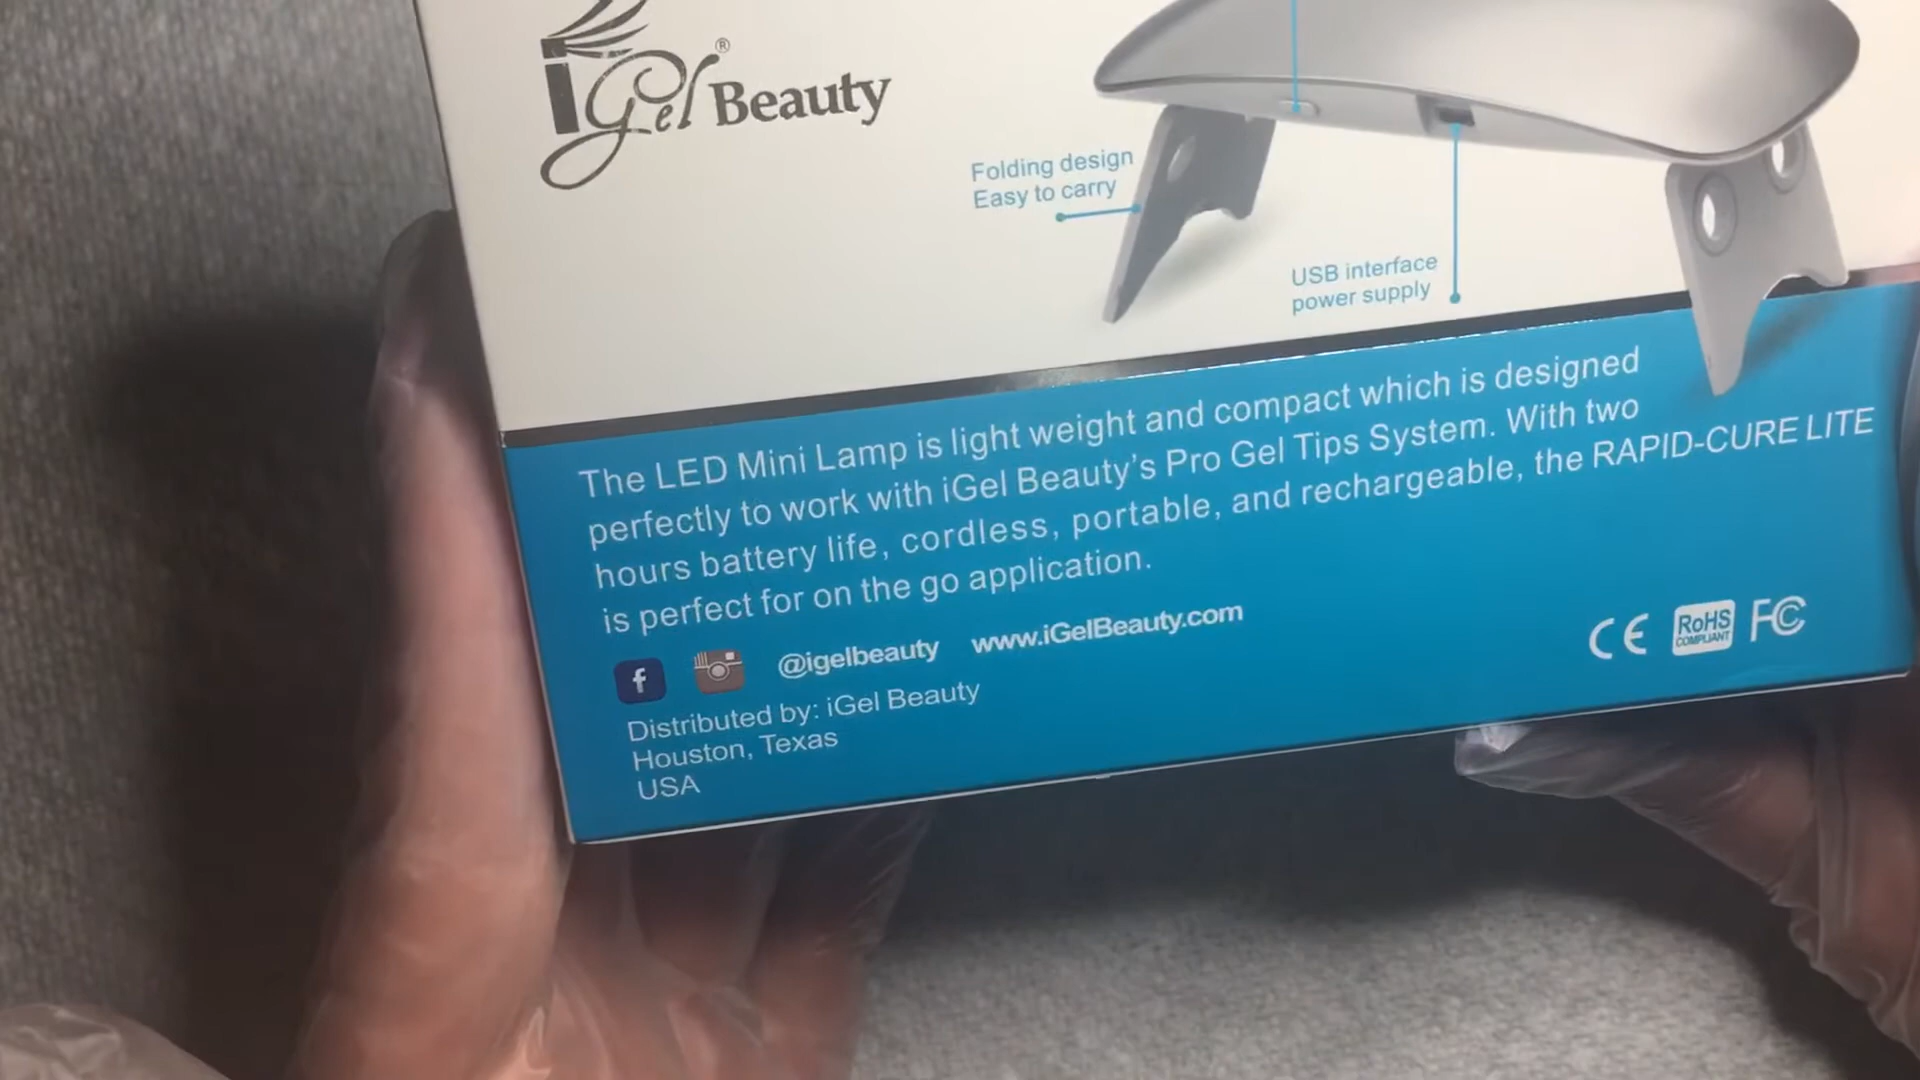 iGel® Beauty
Folding design
Easy to carry
USB interface
power supply
The LED Mini Lamp is light weight and compact which is designed
perfectly to work with iGel Beauty's Pro Gel Tips System. With two
hours battery life, cordless, portable, and rechargeable, the RAPID-CURE LITE
is perfect for on the go application.
f @igelbeauty www.iGelBeauty.com
CE RoHS COMPLIANT FC
Distributed by: iGel Beauty
Houston, Texas
USA